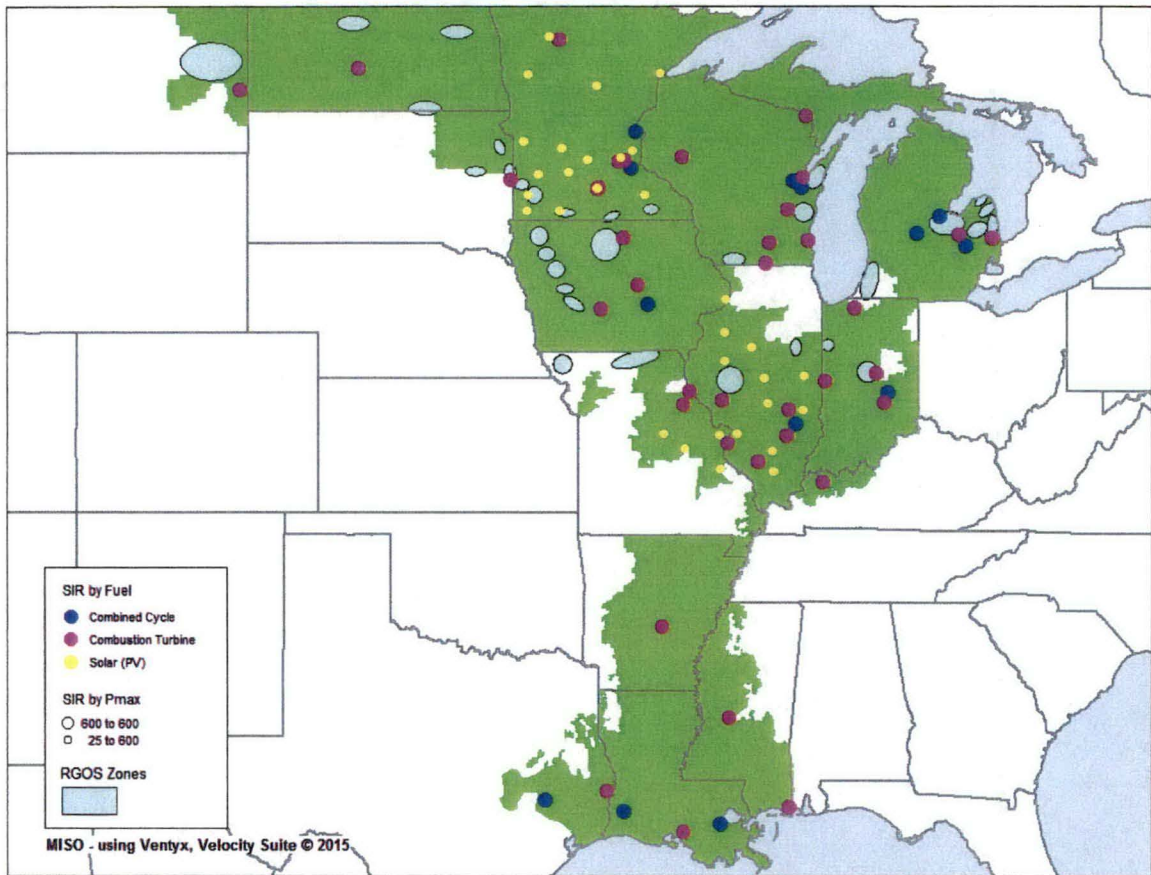 SIR by Fuel
Combined Cycle
Combustion Turbine
Solar (PV)
SIR by Pmax
600 to 600
25 to 600
RGOS Zones
MISO - using Ventyx, Velocity Suite © 2015